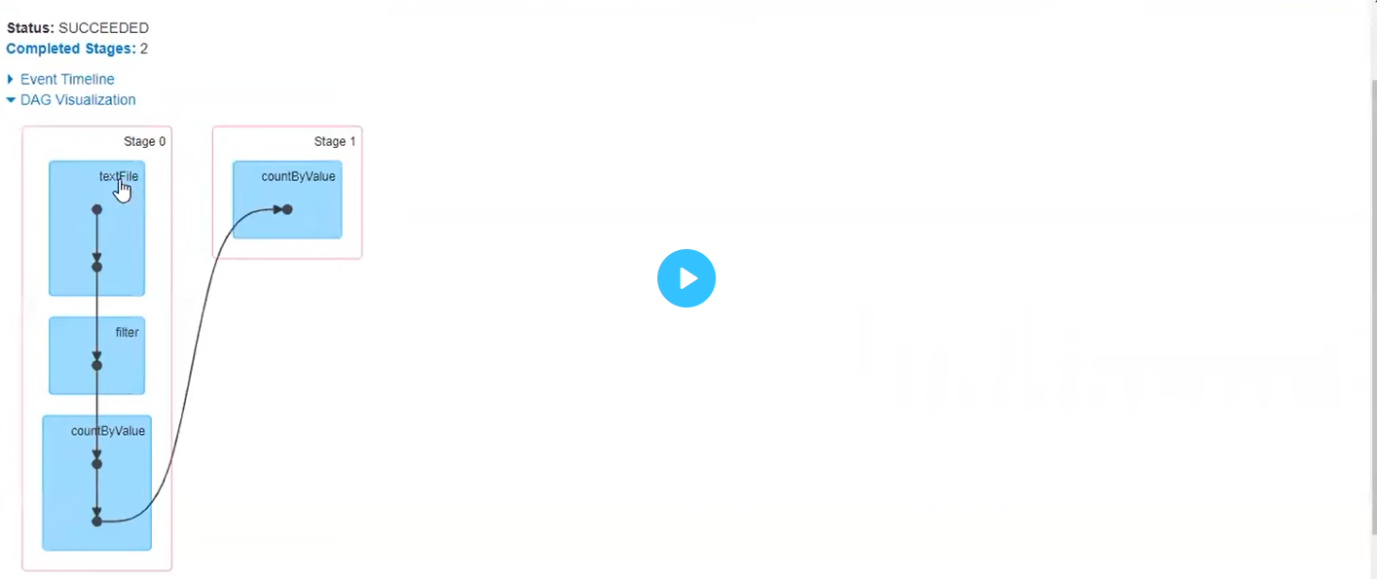 Status: SUCCEEDED
Completed Stages: 2
Event Timeline
DAG Visualization
Stage 0
textFile
filter
countByValue
Stage 1
countByValue